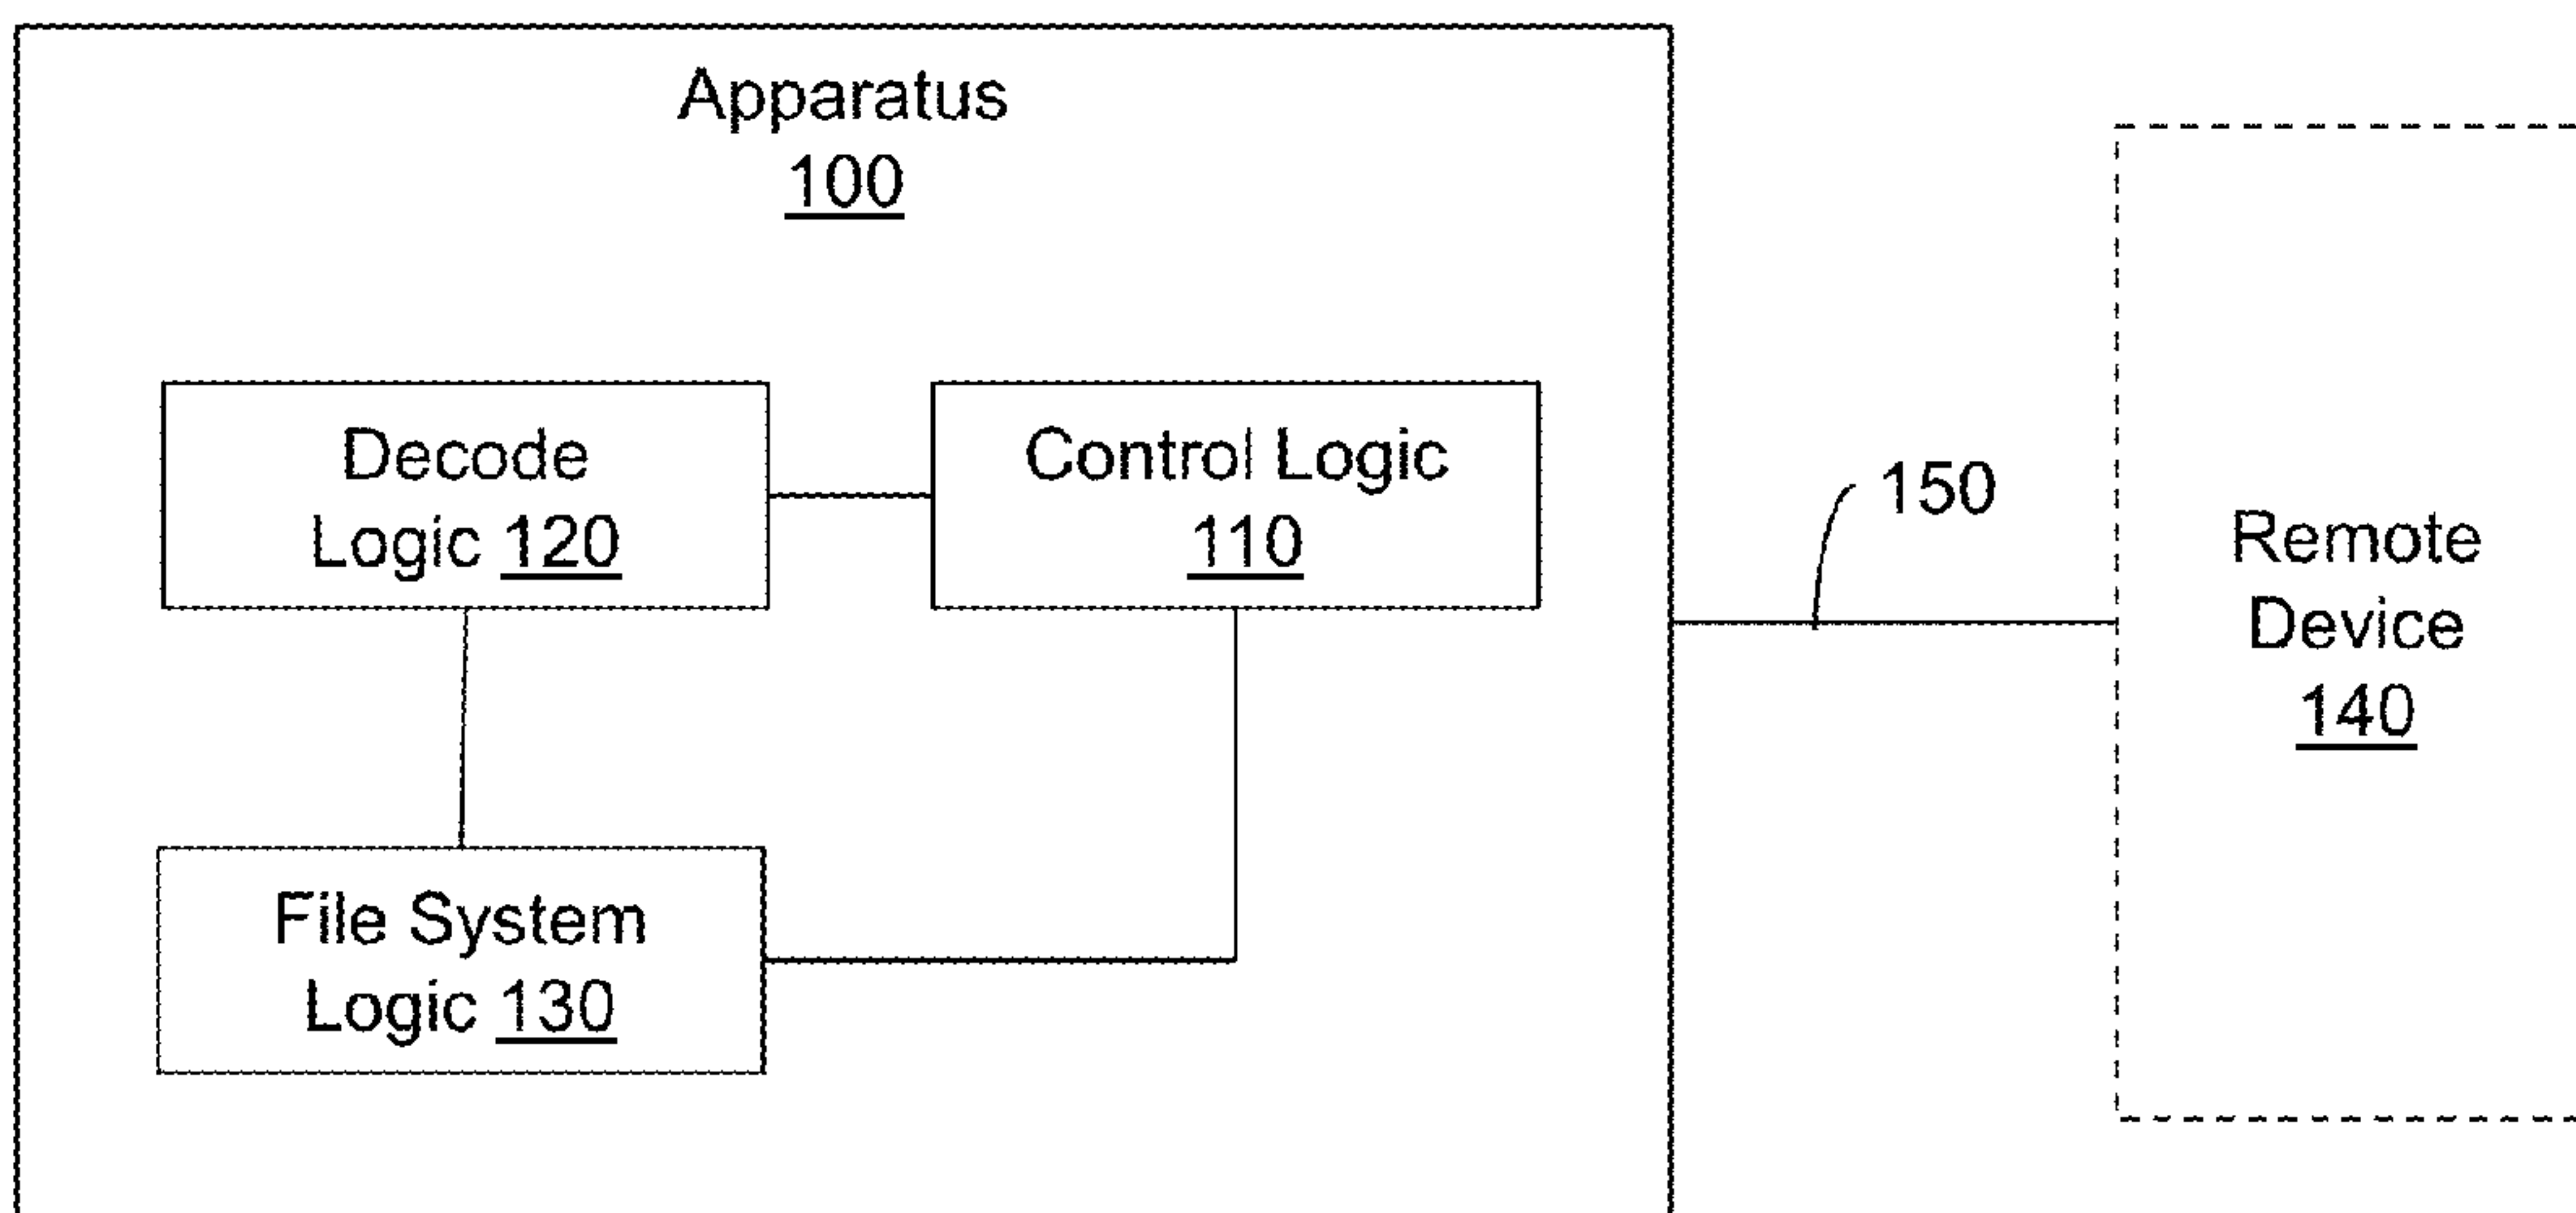 Apparatus
100
Decode
Logic 120
Control Logic
110
150
Remote
Device
140
File System
Logic 130